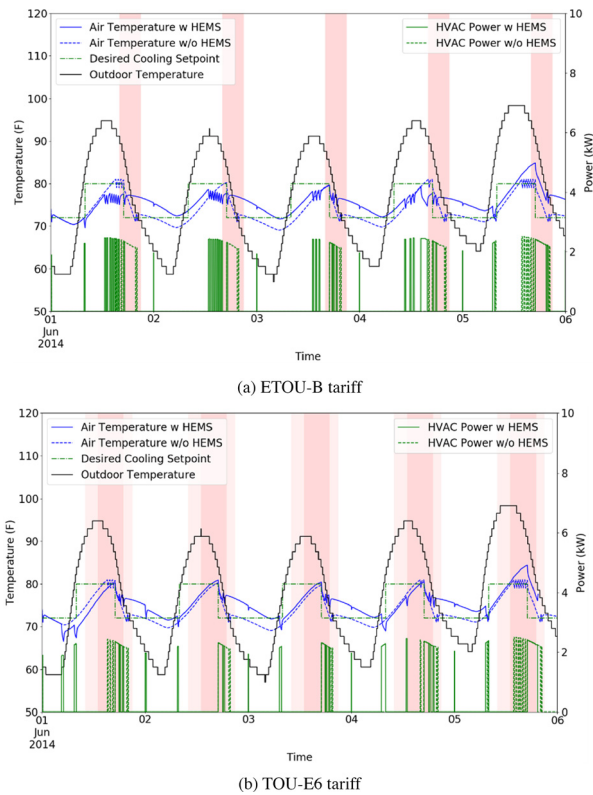 120
110
100
90
80
70
60
50
Temperature (F)
Air Temperature w HEMS
Air Temperature w/o HEMS
Desired Cooling Setpoint
Outdoor Temperature
HVAC Power w HEMS
HVAC Power w/o HEMS
10
8
6
4
2
0
Power (kW)
01 02 03 04 05 06
Jun
2014
Time
(a) ETOU-B tariff
120
110
100
90
80
70
60
50
Temperature (F)
Air Temperature w HEMS
Air Temperature w/o HEMS
Desired Cooling Setpoint
Outdoor Temperature
HVAC Power w HEMS
HVAC Power w/o HEMS
10
8
6
4
2
0
Power (kW)
01 02 03 04 05 06
Jun
2014
Time
(b) TOU-E6 tariff